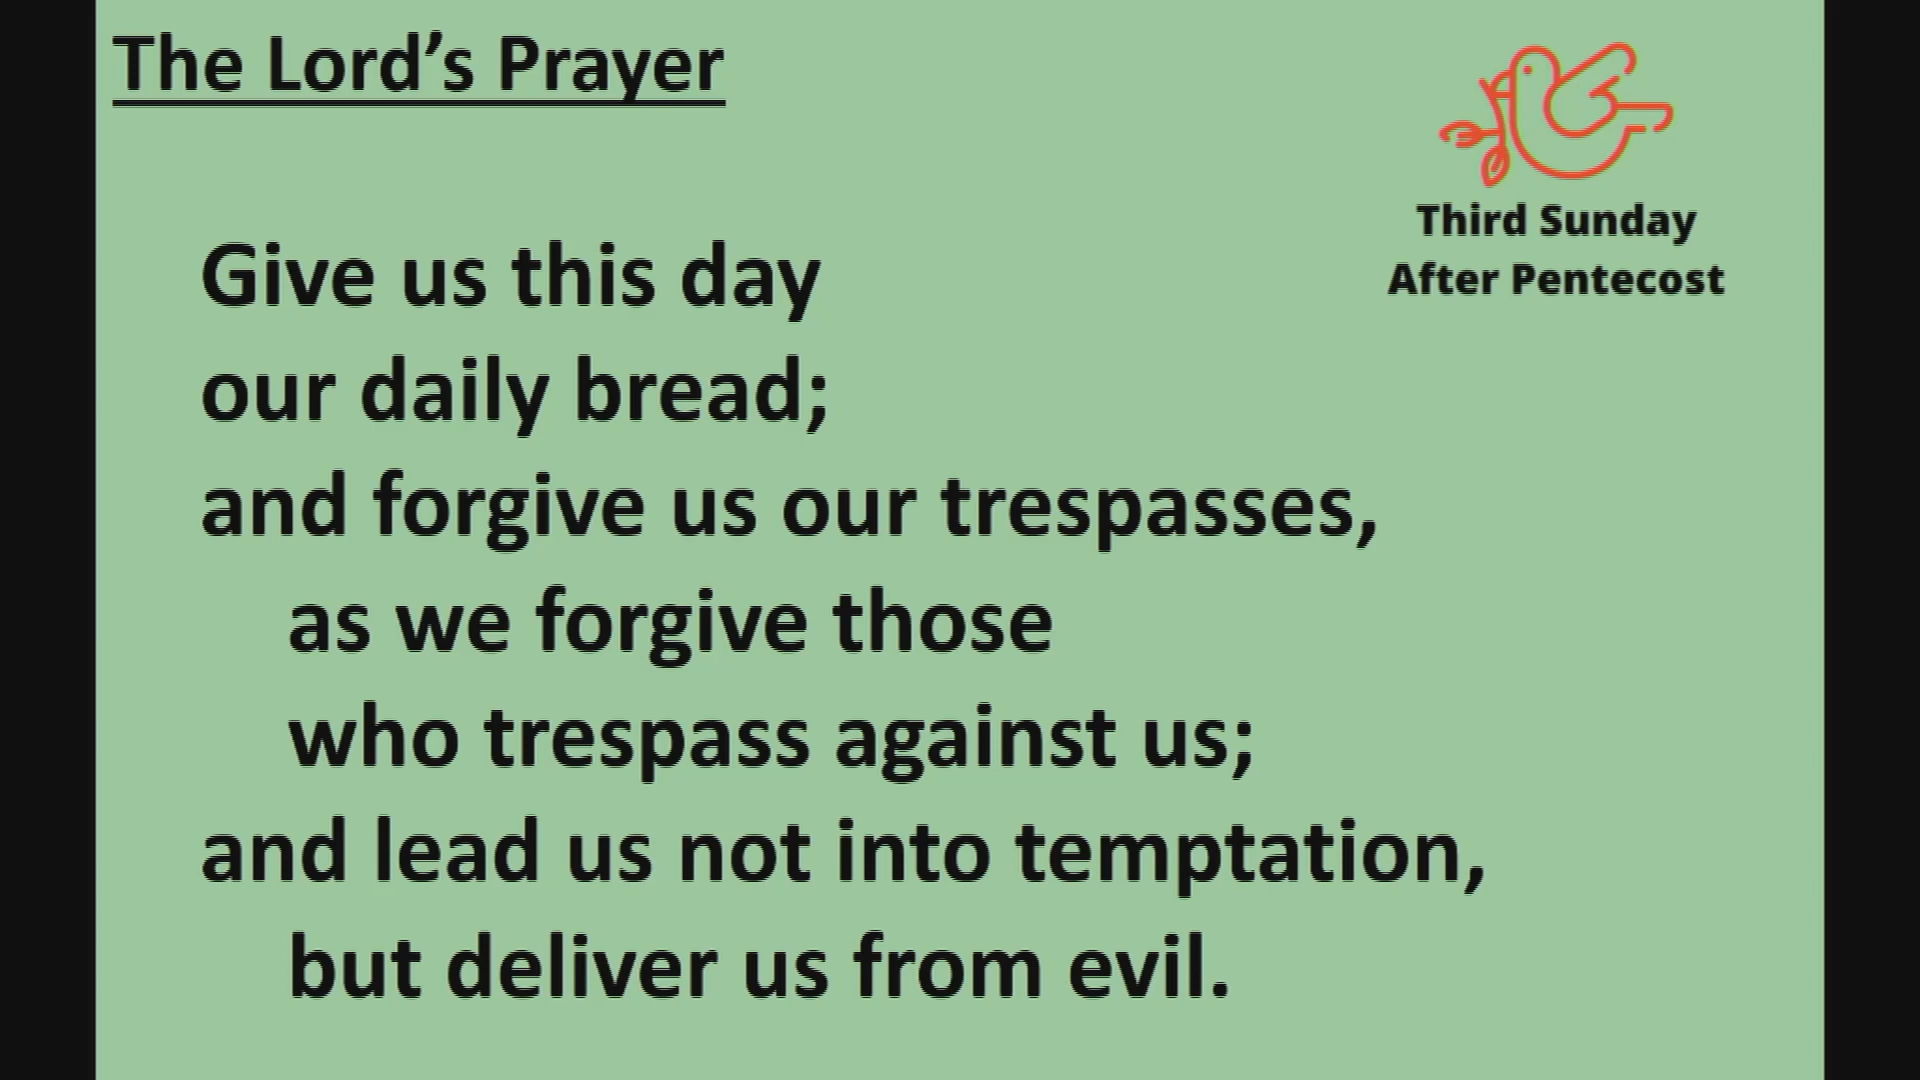 The Lord’s Prayer
Third Sunday
After Pentecost
Give us this day
our daily bread;
and forgive us our trespasses,
as we forgive those
who trespass against us;
and lead us not into temptation,
but deliver us from evil.